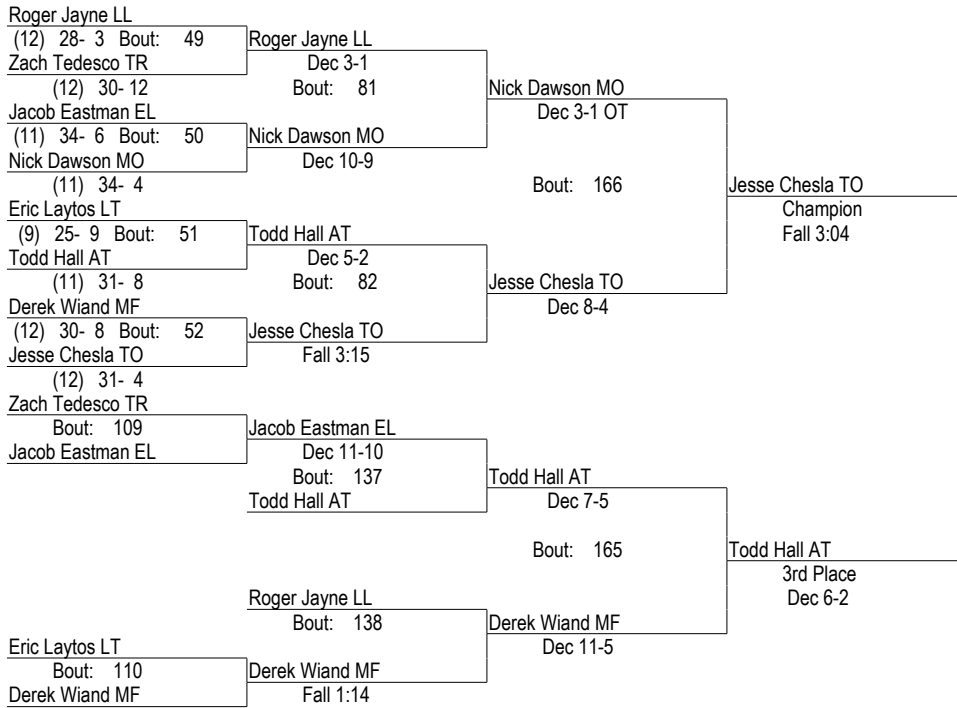 Roger Jayne LL
(12) 28- 3 Bout: 49 Roger Jayne LL
Zach Tedesco TR Dec 3-1
(12) 30- 12 Bout: 81 Nick Dawson MO
Jacob Eastman EL Dec 3-1 OT
(11) 34- 6 Bout: 50 Nick Dawson MO
Nick Dawson MO Dec 10-9
(11) 34- 4 Bout: 166 Jesse Chesla TO
Eric Laytos LT Champion
(9) 25- 9 Bout: 51 Todd Hall AT Fall 3:04
Todd Hall AT Dec 5-2
(11) 31- 8 Bout: 82 Jesse Chesla TO
Derek Wiand MF Dec 8-4
(12) 30- 8 Bout: 52 Jesse Chesla TO
Jesse Chesla TO Fall 3:15
(12) 31- 4
Zach Tedesco TR
Bout: 109 Jacob Eastman EL
Jacob Eastman EL Dec 11-10
Bout: 137 Todd Hall AT
Todd Hall AT Dec 7-5
Bout: 165 Todd Hall AT
3rd Place
Roger Jayne LL Dec 6-2
Bout: 138 Derek Wiand MF
Eric Laytos LT Dec 11-5
Bout: 110 Derek Wiand MF
Derek Wiand MF Fall 1:14